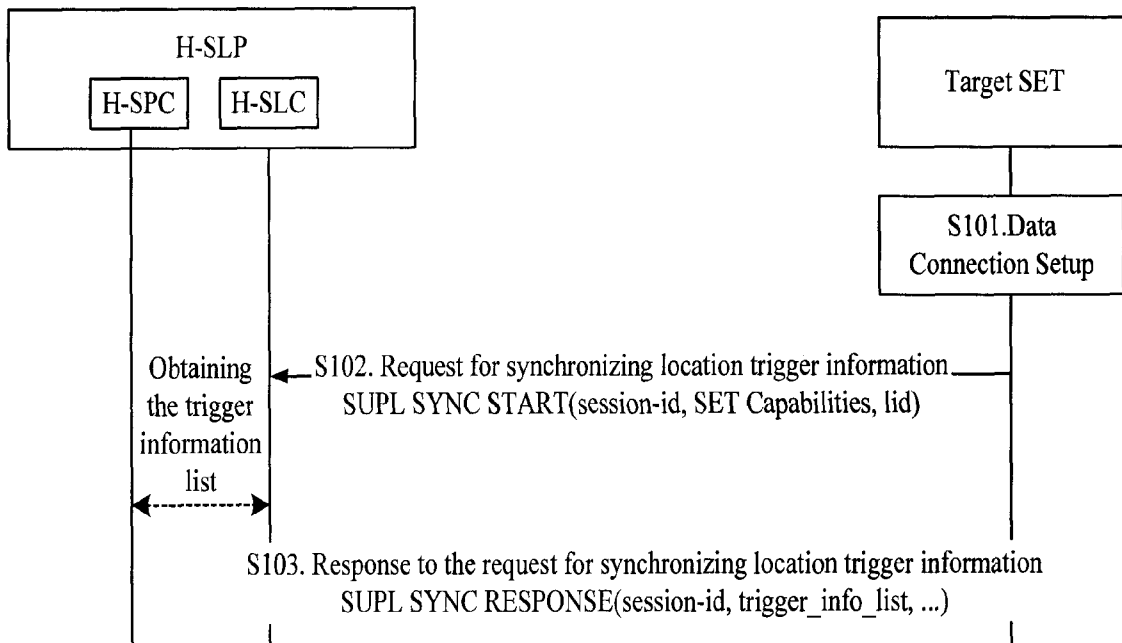 H-SLP
H-SPC
H-SLC
Target SET
S101.Data
Connection Setup
S102. Request for synchronizing location trigger information
SUPL SYNC START(session-id, SET Capabilities, lid)
Obtaining
the trigger
information
list
S103. Response to the request for synchronizing location trigger information
SUPL SYNC RESPONSE(session-id, trigger_info_list, ...)